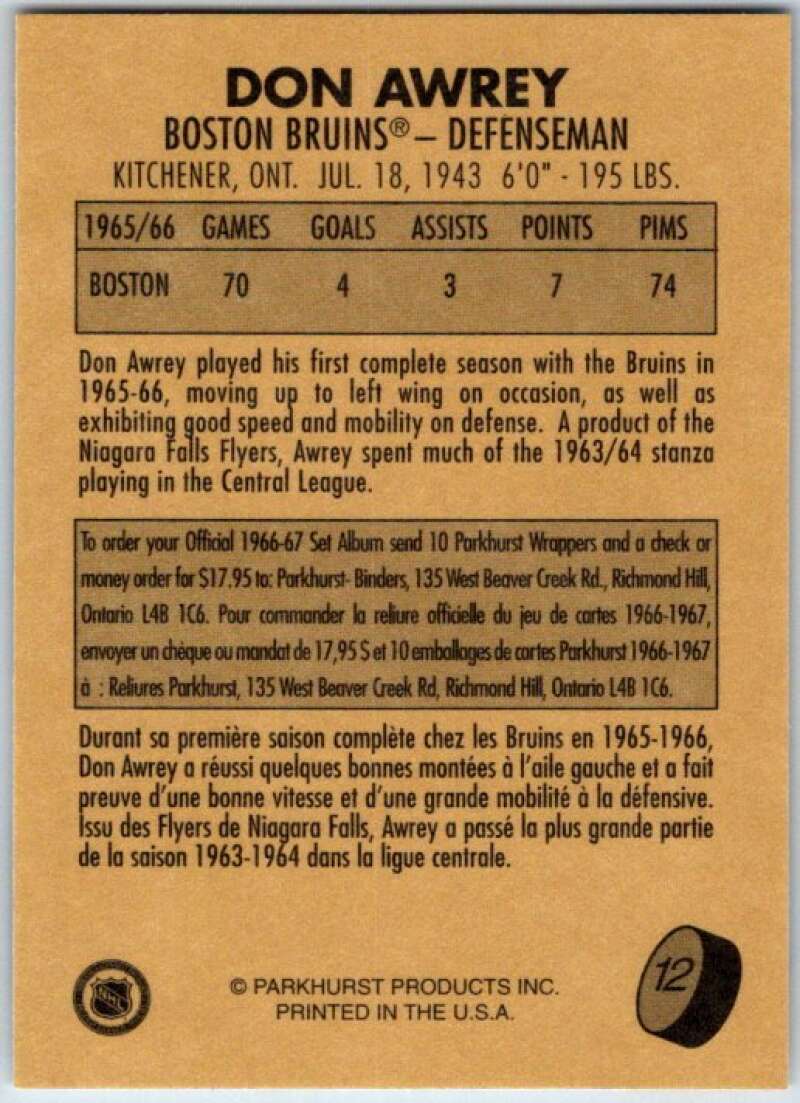 DON AWREY
BOSTON BRUINS® – DEFENSEMAN
KITCHENER, ONT. JUL. 18, 1943 6'0" - 195 LBS.
1965/66 GAMES GOALS ASSISTS POINTS PIMS
BOSTON 70 4 3 7 74
Don Awrey played his first complete season with the Bruins in
1965-66, moving up to left wing on occasion, as well as
exhibiting good speed and mobility on defense. A product of the
Niagara Falls Flyers, Awrey spent much of the 1963/64 stanza
playing in the Central League.
To order your Official 1966-67 Set Album send 10 Parkhurst Wrappers and a check or
money order for $17.95 to: Parkhurst- Binders, 135 West Beaver Creek Rd., Richmond Hill,
Ontario L4B 1C6. Pour commander la reliure officielle du jeu de cartes 1966-1967,
envoyer un chèque ou mandat de 17,95 $ et 10 emballages de cartes Parkhurst 1966-1967
à : Reliures Parkhurst, 135 West Beaver Creek Rd, Richmond Hill, Ontario L4B 1C6.
Durant sa première saison complète chez les Bruins en 1965-1966,
Don Awrey a réussi quelques bonnes montées à l'aile gauche et a fait
preuve d'une bonne vitesse et d'une grande mobilité à la défensive.
Issu des Flyers de Niagara Falls, Awrey a passé la plus grande partie
de la saison 1963-1964 dans la ligue centrale.
NHL
© PARKHURST PRODUCTS INC.
PRINTED IN THE U.S.A.
12